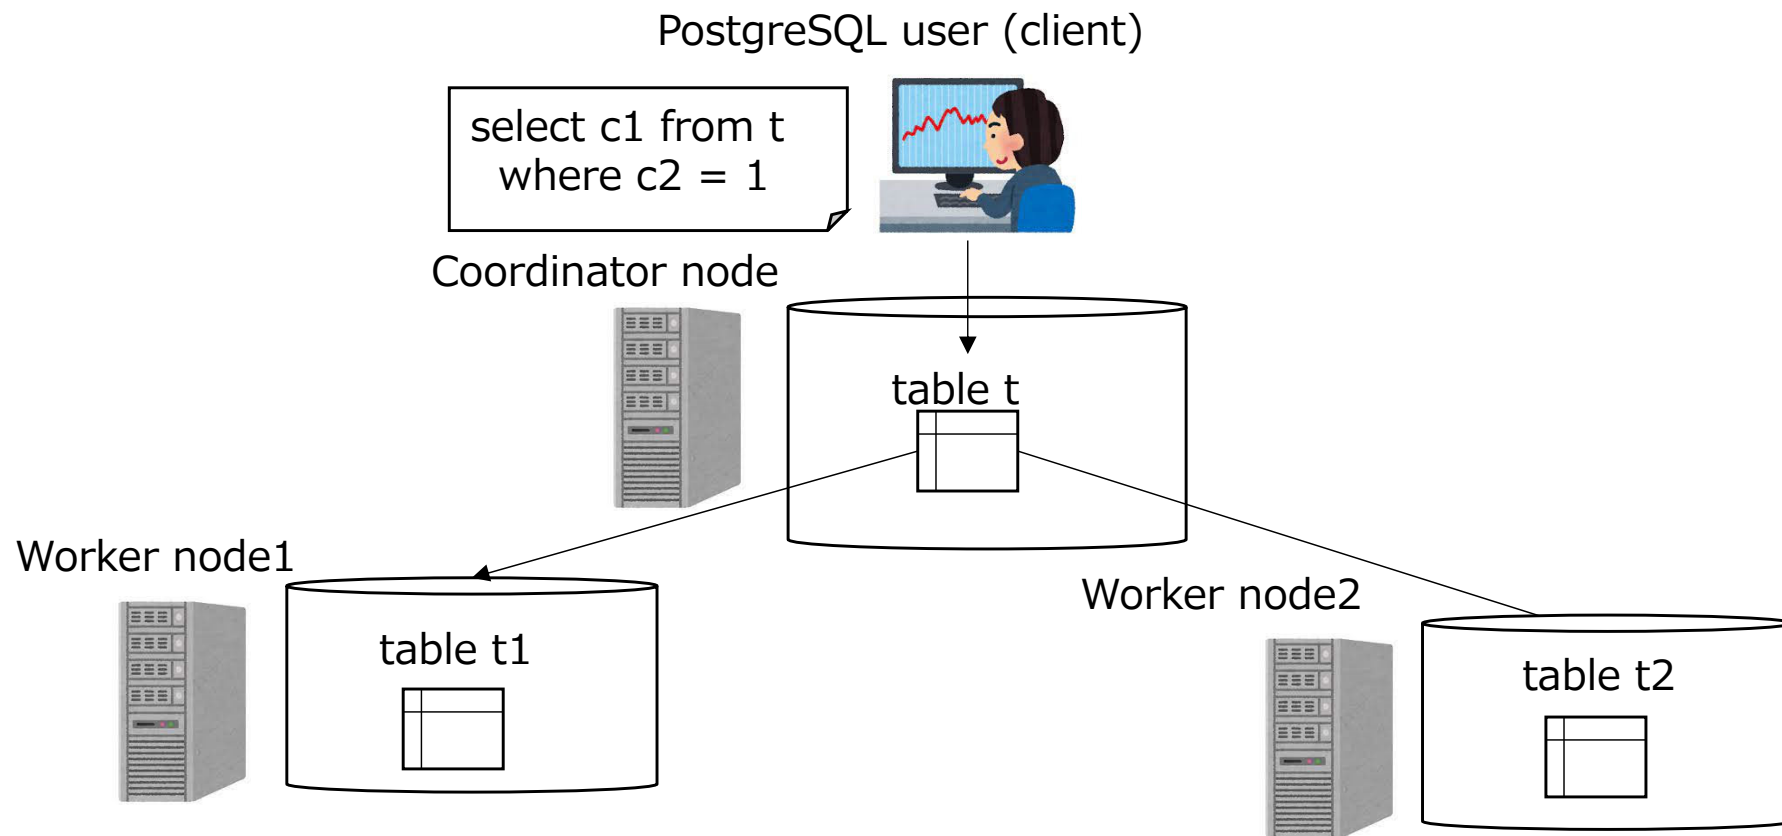 PostgreSQL user (client)
select c1 from t
where c2 = 1
Coordinator node
table t
Worker node1
table t1
Worker node2
table t2